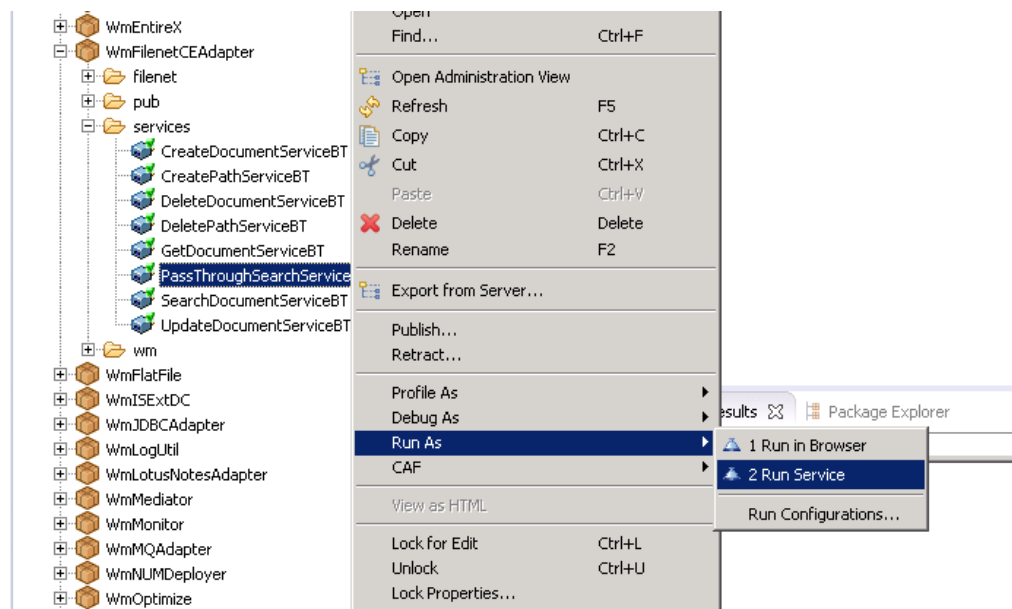 WmEntireX
WmFilenetCEAdapter
filenet
pub
services
CreateDocumentServiceBT
CreatePathServiceBT
DeleteDocumentServiceBT
DeletePathServiceBT
GetDocumentServiceBT
PassThroughSearchService
SearchDocumentServiceBT
UpdateDocumentServiceBT
wm
WmFlatFile
WmISExtDC
WmJDBCAdapter
WmLogUtil
WmLotusNotesAdapter
WmMediator
WmMonitor
WmMQAdapter
WmNUMDeployer
WmOptimize
Open
Find... Ctrl+F
Open Administration View
Refresh F5
Copy Ctrl+C
Cut Ctrl+X
Paste Ctrl+V
Delete Delete
Rename F2
Export from Server...
Publish...
Retract...
Profile As
Debug As
Run As
CAF
View as HTML
Lock for Edit Ctrl+L
Unlock Ctrl+U
Lock Properties...
esults Package Explorer
1 Run in Browser
2 Run Service
Run Configurations...